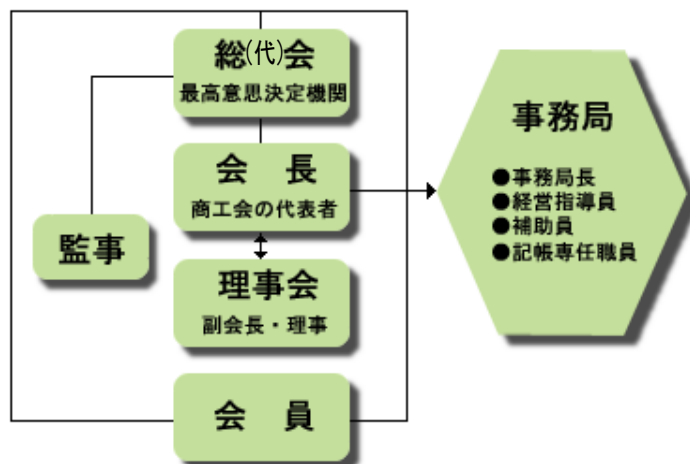 総(代)会
最高意思決定機関
会 長
商工会の代表者
監事
理事会
副会長・理事
会 員
事務局
●事務局長
●経営指導員
●補助員
●記帳専任職員